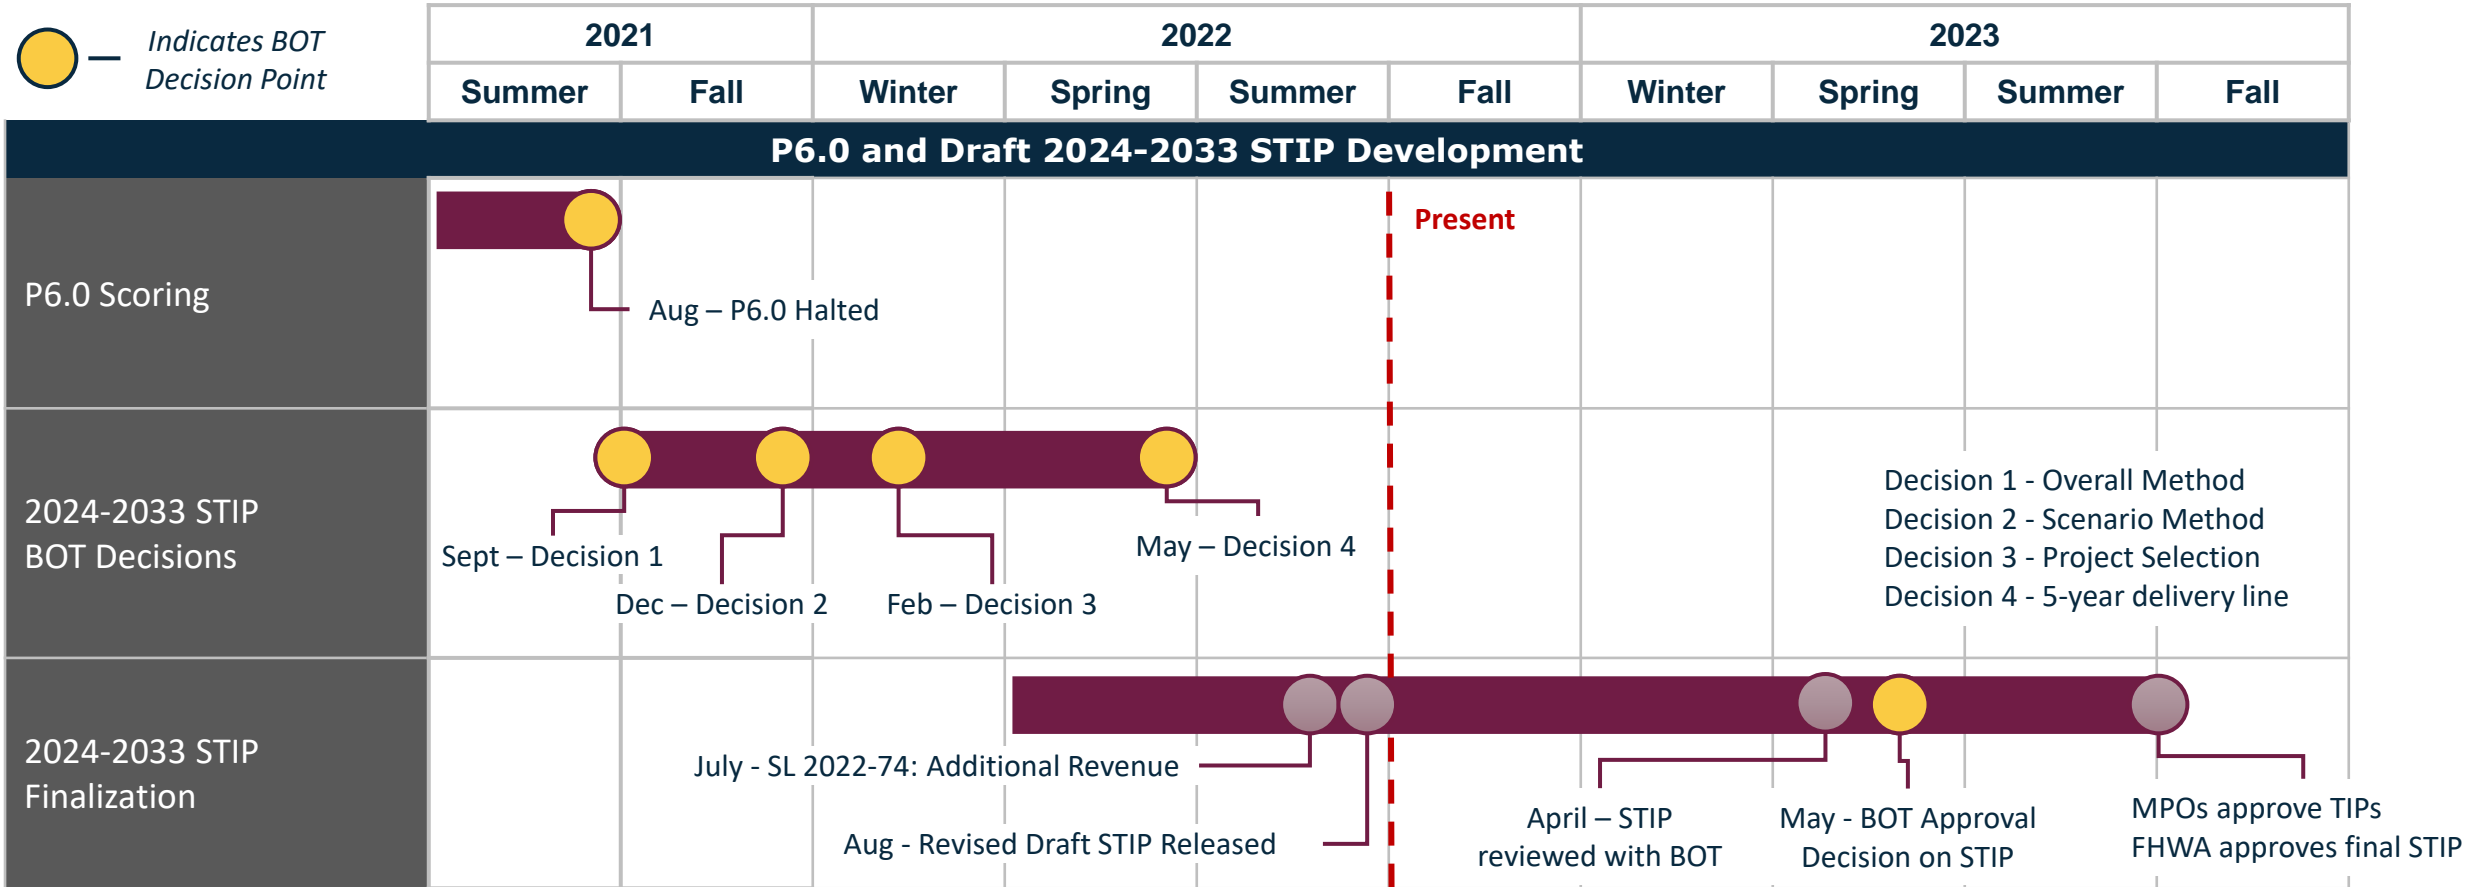 Indicates BOT
Decision Point
2021
2022
2023
Summer
Fall
Winter
Spring
Summer
Fall
Winter
Spring
Summer
Fall
P6.0 and Draft 2024-2033 STIP Development
P6.0 Scoring
Present
Aug – P6.0 Halted
2024-2033 STIP
BOT Decisions
Sept – Decision 1
Dec – Decision 2
Feb – Decision 3
May – Decision 4
Decision 1 - Overall Method
Decision 2 - Scenario Method
Decision 3 - Project Selection
Decision 4 - 5-year delivery line
2024-2033 STIP
Finalization
July - SL 2022-74: Additional Revenue
Aug - Revised Draft STIP Released
April – STIP
reviewed with BOT
May - BOT Approval
Decision on STIP
MPOs approve TIPs
FHWA approves final STIP